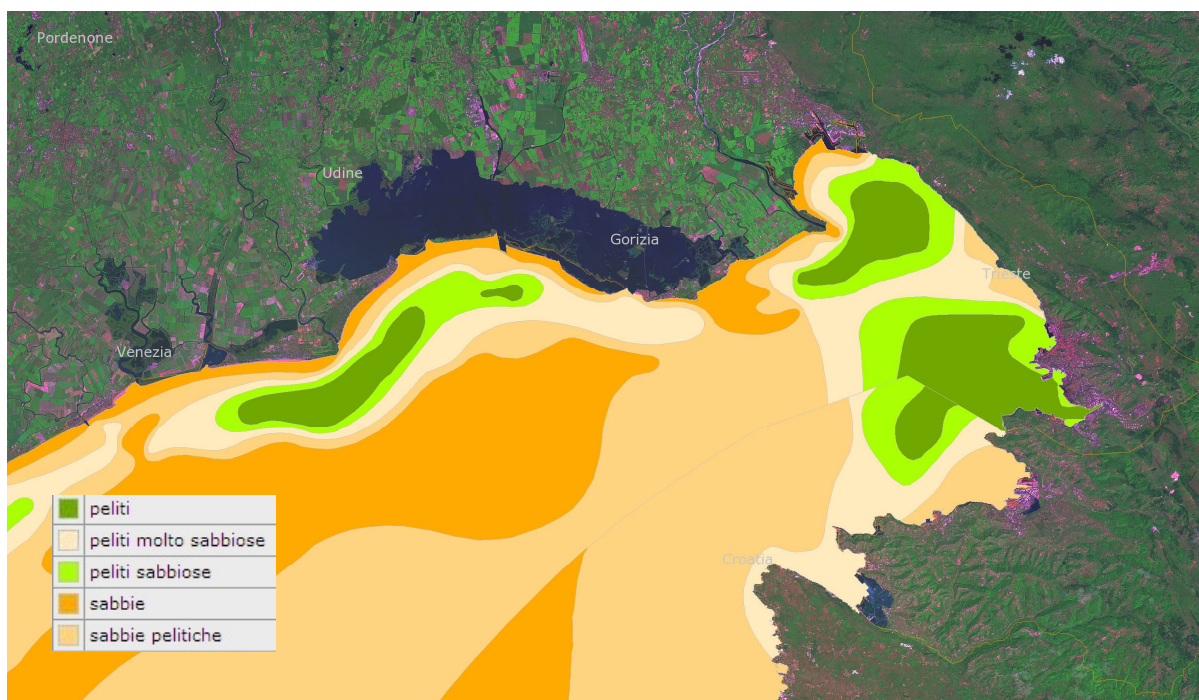 Pordenone
Udine
Gorizia
Trieste
Venezia
Croatia
peliti
peliti molto sabbiose
peliti sabbiose
sabbie
sabbie pelitiche